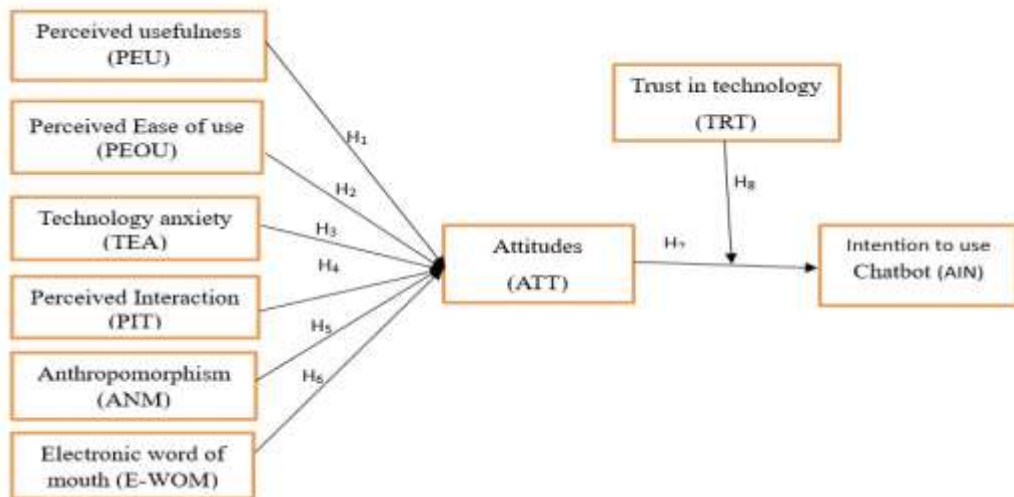 Perceived usefulness
(PEU)
Perceived Ease of use
(PEOU)
Technology anxiety
(TEA)
Perceived Interaction
(PIT)
Anthropomorphism
(ANM)
Electronic word of
mouth (E-WOM)
H₁
H₂
H₃
H₄
H₅
H₆
Attitudes
(ATT)
Trust in technology
(TRT)
H₈
H₇
Intention to use
Chatbot (AIN)